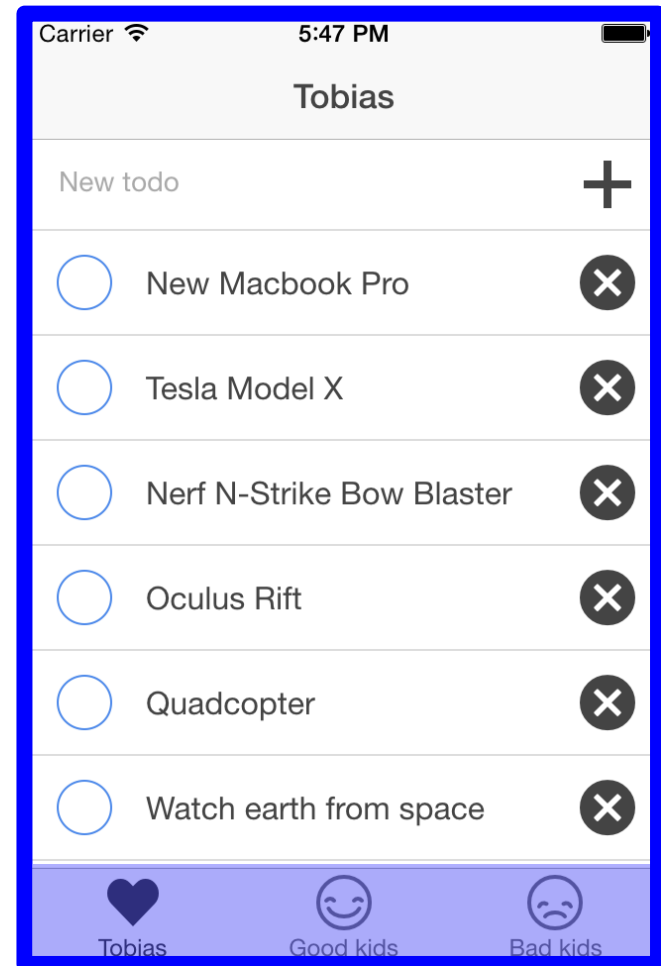 Carrier 5:47 PM
Tobias
New todo
New Macbook Pro
Tesla Model X
Nerf N-Strike Bow Blaster
Oculus Rift
Quadcopter
Watch earth from space
Tobias Good kids Bad kids